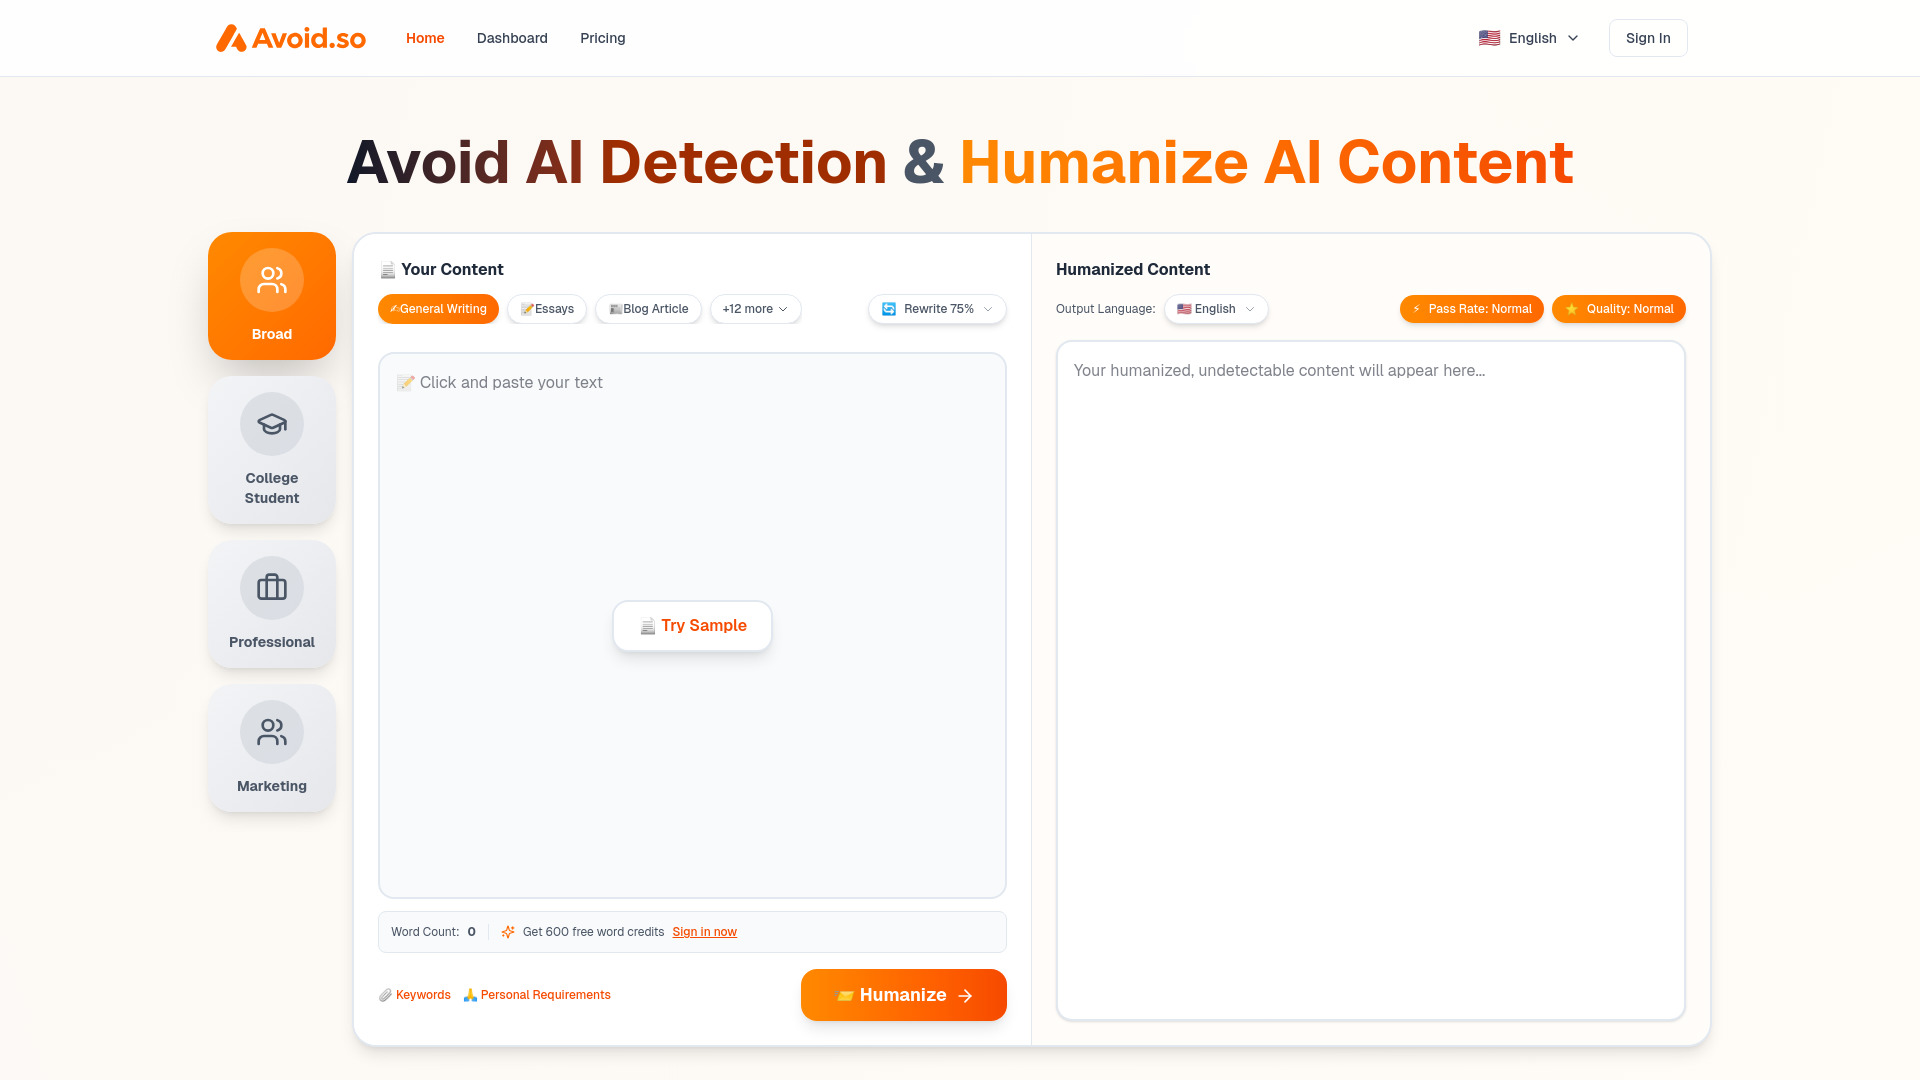 Avoid.so
Home
Dashboard
Pricing
English
Sign In
Avoid AI Detection & Humanize AI Content
Broad
College
Student
Professional
Marketing
Your Content
General Writing
Essays
Blog Article
+12 more
Rewrite 75%
Click and paste your text
Try Sample
Word Count: 0
Get 600 free word credits Sign in now
Keywords
Personal Requirements
Humanize
Humanized Content
Output Language:
English
Pass Rate: Normal
Quality: Normal
Your humanized, undetectable content will appear here...